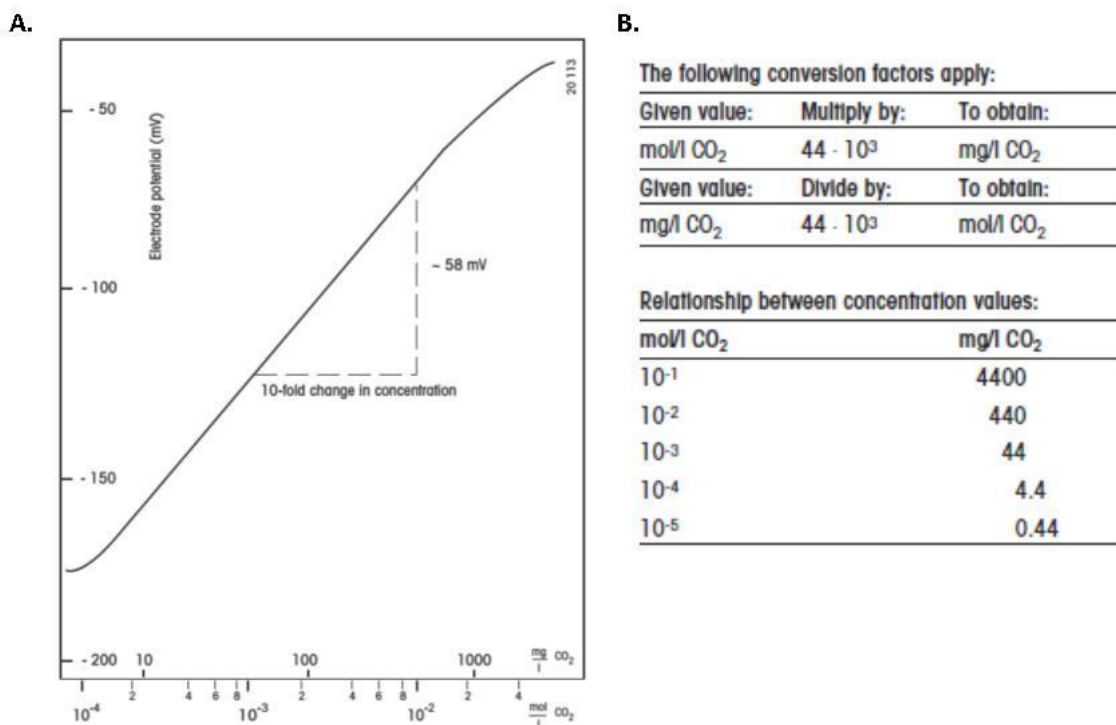 A.
B.
20 113
- 50
Electrode potential (mV)
- 100
~ 58 mV
10-fold change in concentration
- 150
- 200 10 100 1000 mg/l CO₂
2 4 6 8 2 4 6 8 2 4
10⁻⁴ 10⁻³ 10⁻² mol/l CO₂
The following conversion factors apply:
Given value: Multiply by: To obtain:
mol/l CO₂ 44 · 10³ mg/l CO₂
Given value: Divide by: To obtain:
mg/l CO₂ 44 · 10³ mol/l CO₂
Relationship between concentration values:
mol/l CO₂ mg/l CO₂
10⁻¹ 4400
10⁻² 440
10⁻³ 44
10⁻⁴ 4.4
10⁻⁵ 0.44